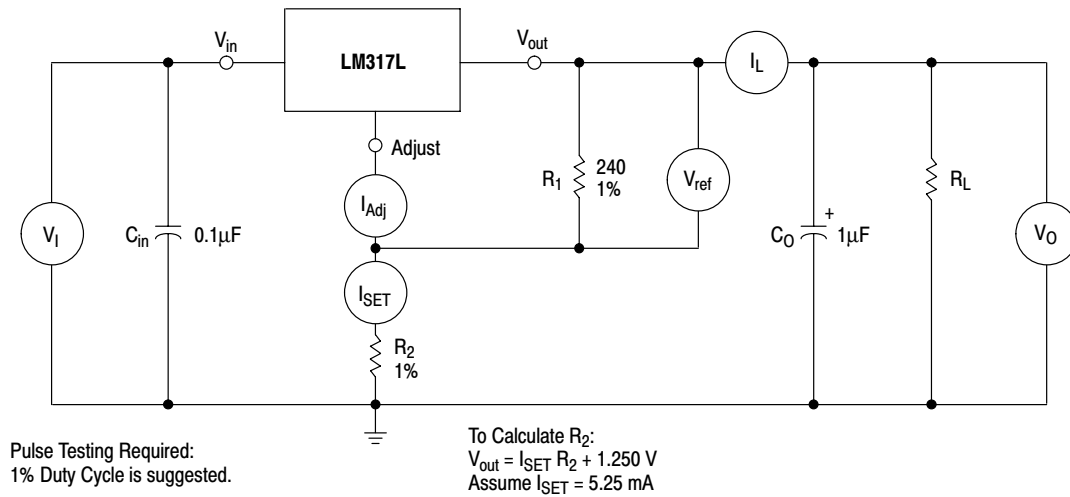 V_in
LM317L
V_out
I_L
Adjust
R_1
240
1%
V_ref
R_L
I_Adj
V_I
C_in
0.1μF
C_O
+
1μF
V_O
I_SET
R_2
1%
Pulse Testing Required:
1% Duty Cycle is suggested.
To Calculate R_2:
V_out = I_SET R_2 + 1.250 V
Assume I_SET = 5.25 mA